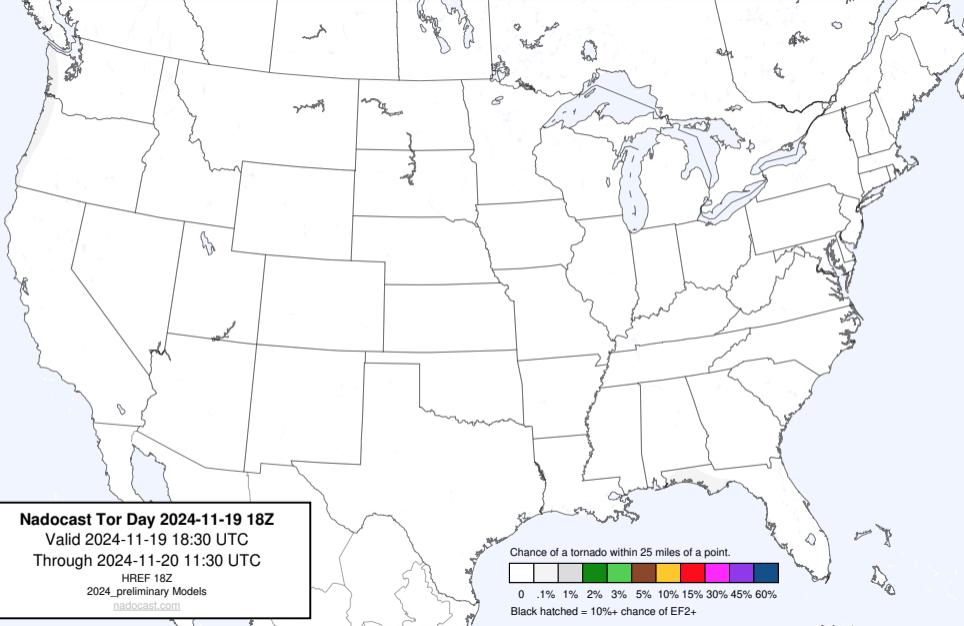 Nadocast Tor Day 2024-11-19 18Z
Valid 2024-11-19 18:30 UTC
Through 2024-11-20 11:30 UTC
HREF 18Z
2024_preliminary Models
nadocast.com
Chance of a tornado within 25 miles of a point.
0 .1% 1% 2% 3% 5% 10% 15% 30% 45% 60%
Black hatched = 10%+ chance of EF2+